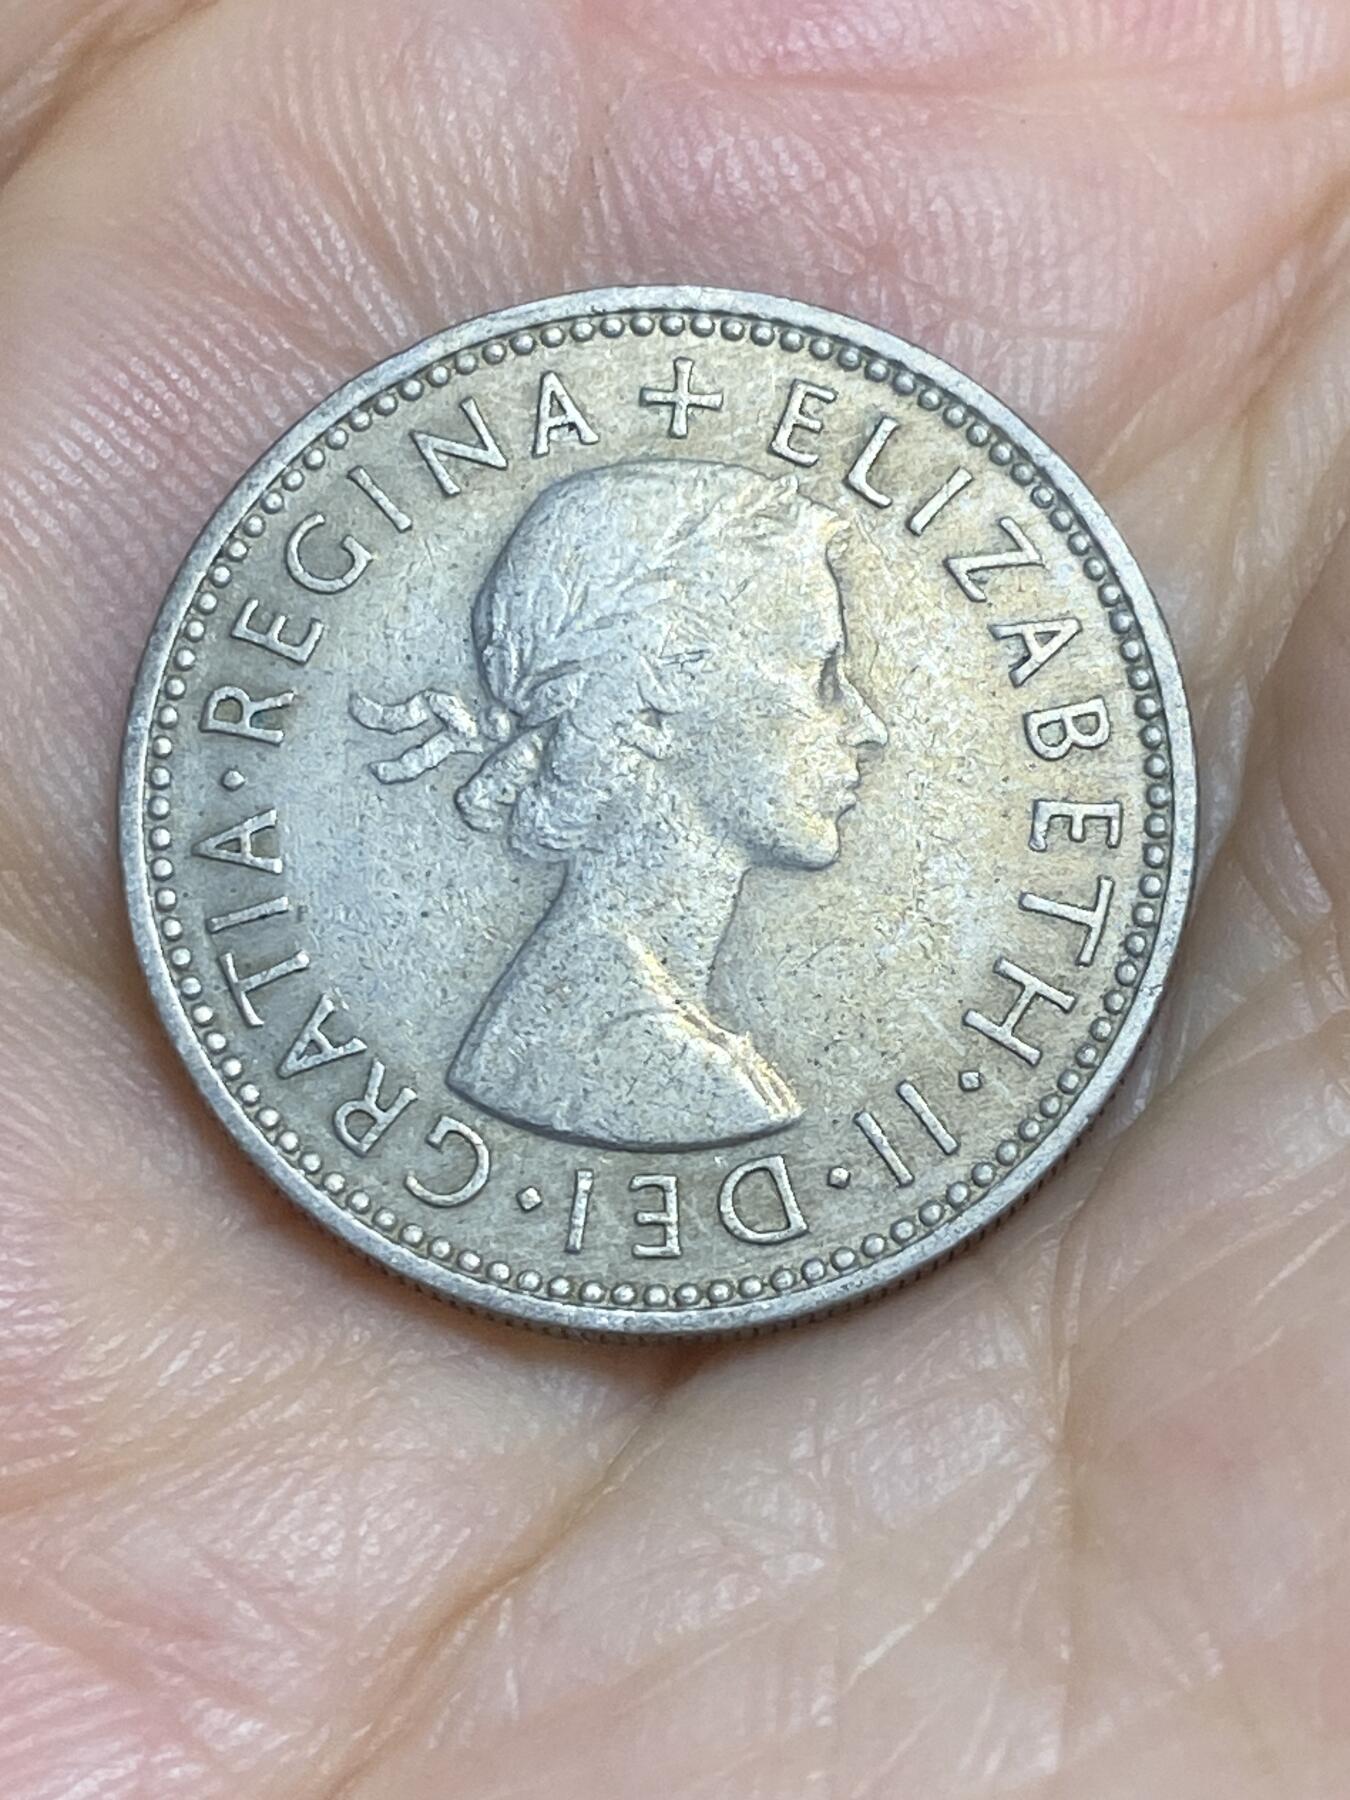 + ELIZABETH · II · DEI · GRATIA · REGINA